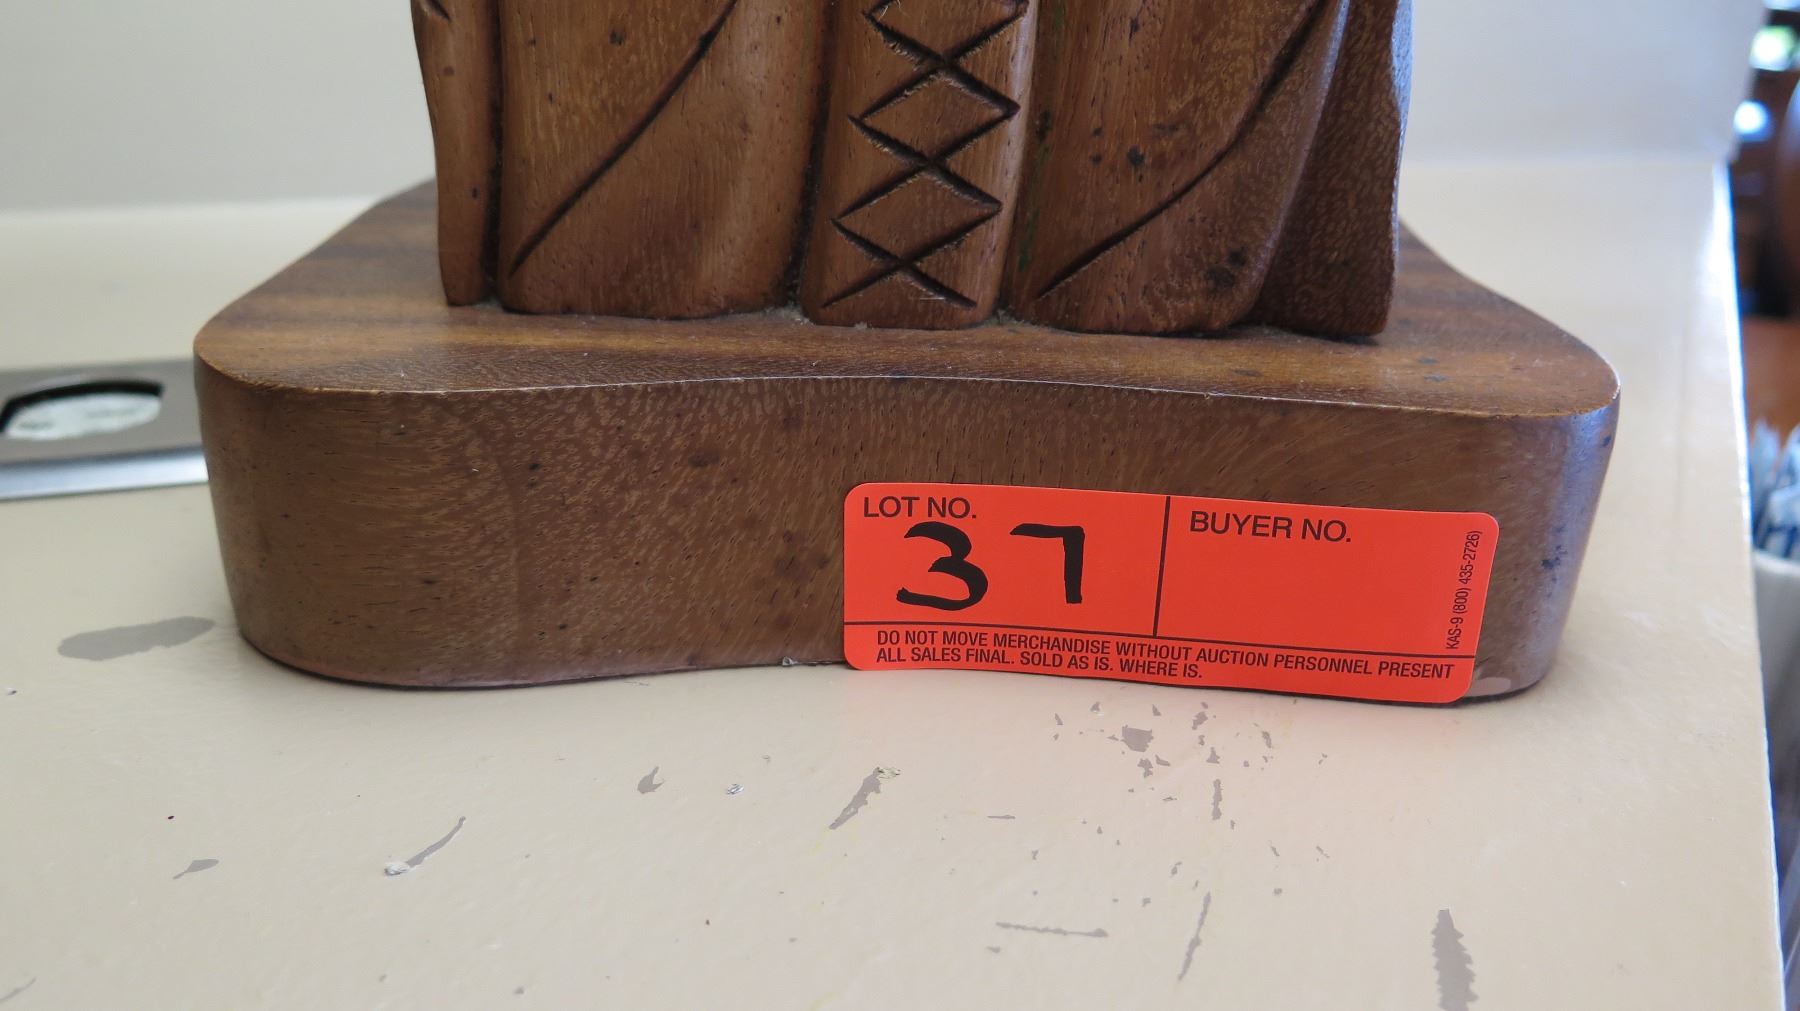 LOT NO.
37
BUYER NO.
KAS-9 (800) 435-2726)
DO NOT MOVE MERCHANDISE WITHOUT AUCTION PERSONNEL PRESENT
ALL SALES FINAL. SOLD AS IS. WHERE IS.